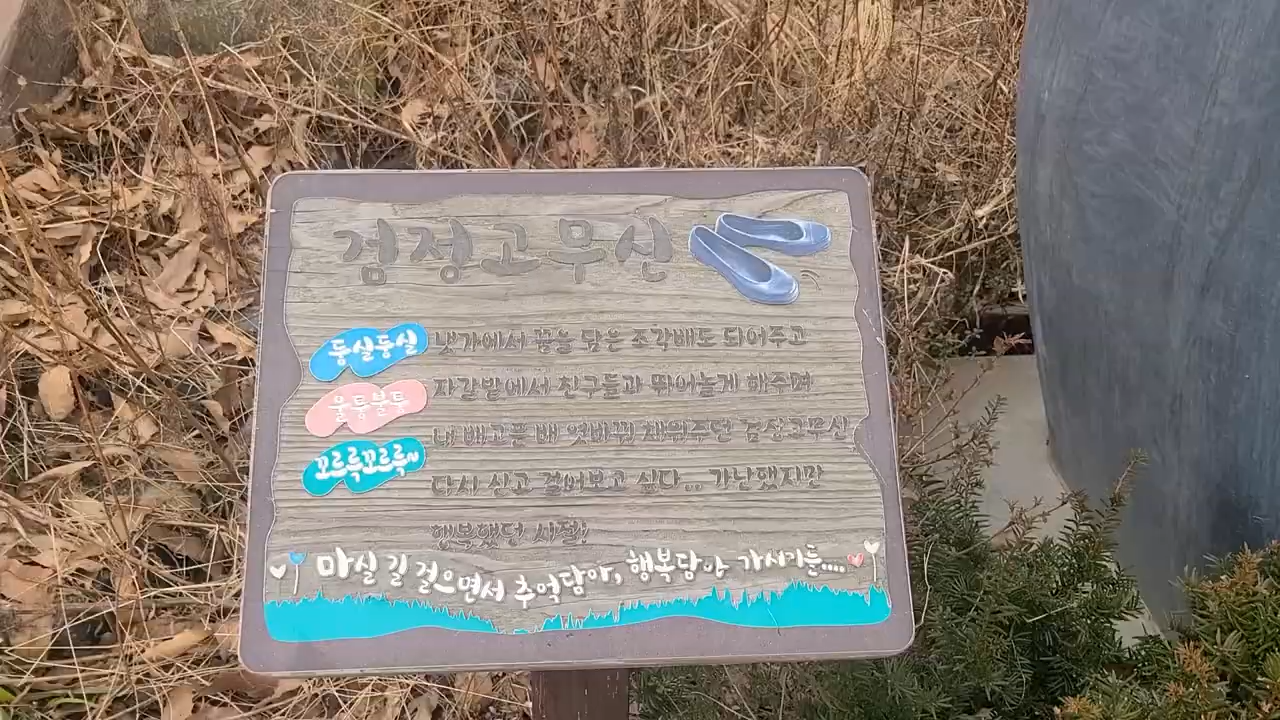 검정고무신
둥실둥실 냇가에서 꿈을 담은 조각배도 되어주고
울퉁불퉁 자갈밭에서 친구들과 뛰어놀게 해주며
꼬르륵꼬르륵~ 내 배고픈 배 엿바꿔 채워주던 검정고무신
다시 신고 걸어보고 싶다... 가난했지만
행복했던 시절!
마실 길 걸으면서 추억담아, 행복담아 가시기를....